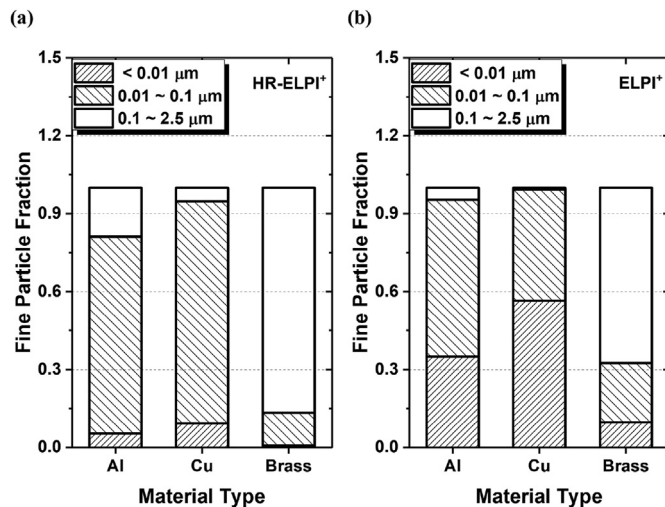 (a)
Fine Particle Fraction
1.5
1.2
0.9
0.6
0.3
0.0
< 0.01 μm
0.01 ~ 0.1 μm
0.1 ~ 2.5 μm
HR-ELPI⁺
Al Cu Brass
Material Type
(b)
Fine Particle Fraction
1.5
1.2
0.9
0.6
0.3
0.0
< 0.01 μm
0.01 ~ 0.1 μm
0.1 ~ 2.5 μm
ELPI⁺
Al Cu Brass
Material Type